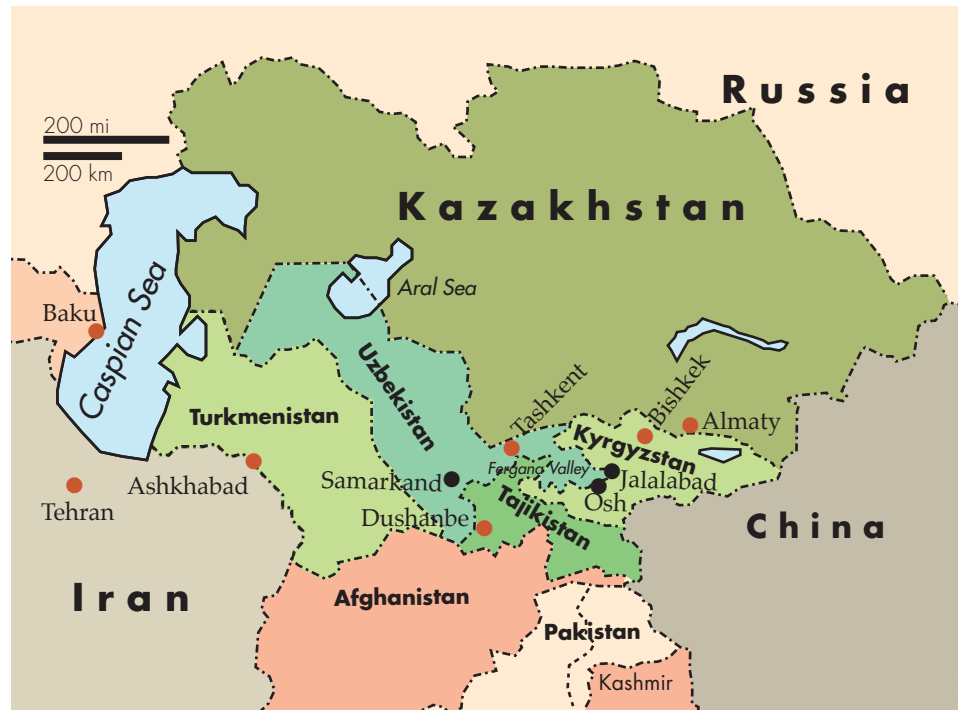 Russia
200 mi
200 km
Kazakhstan
Aral Sea
Caspian Sea
Baku
Uzbekistan
Tashkent
Bishkek
Almaty
Turkmenistan
Kyrgyzstan
Fergana Valley
Samarkand
Jalalabad
Ashkhabad
Osh
Tehran
Dushanbe
Tajikistan
China
Iran
Afghanistan
Pakistan
Kashmir